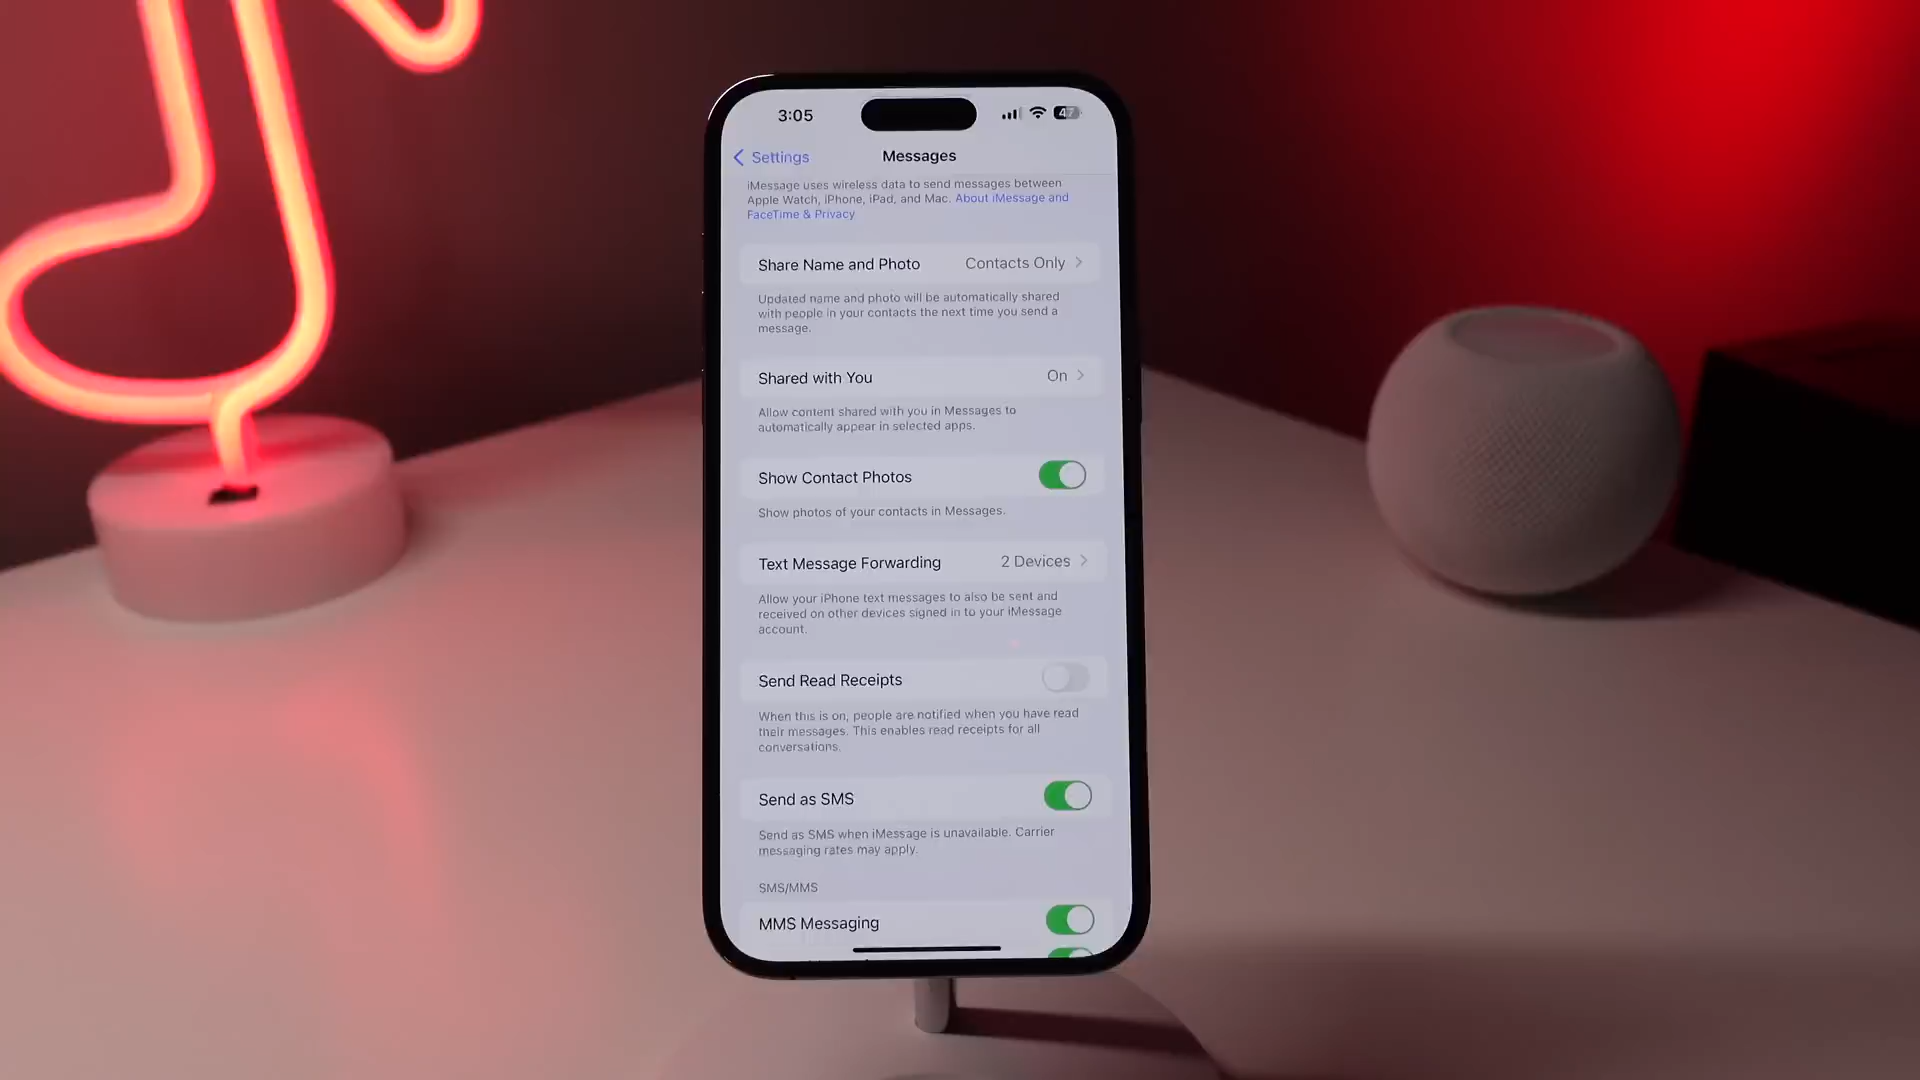 3:05
47
Settings
Messages
iMessage uses wireless data to send messages between
Apple Watch, iPhone, iPad, and Mac. About iMessage and
FaceTime & Privacy
Share Name and Photo Contacts Only
Updated name and photo will be automatically shared
with people in your contacts the next time you send a
message.
Shared with You On
Allow content shared with you in Messages to
automatically appear in selected apps.
Show Contact Photos
Show photos of your contacts in Messages.
Text Message Forwarding 2 Devices
Allow your iPhone text messages to also be sent and
received on other devices signed in to your iMessage
account.
Send Read Receipts
When this is on, people are notified when you have read
their messages. This enables read receipts for all
conversations.
Send as SMS
Send as SMS when iMessage is unavailable. Carrier
messaging rates may apply.
SMS/MMS
MMS Messaging